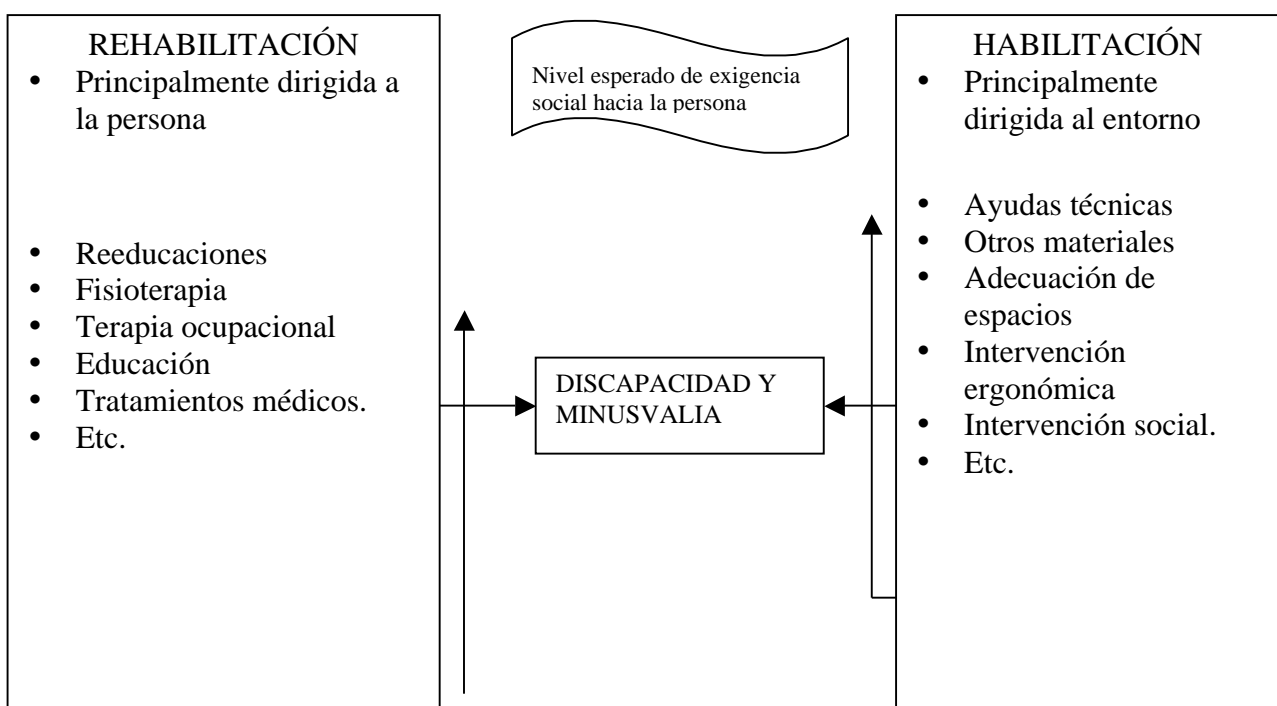 REHABILITACIÓN
• Principalmente dirigida a
la persona
• Reeducaciones
• Fisioterapia
• Terapia ocupacional
• Educación
• Tratamientos médicos.
• Etc.
Nivel esperado de exigencia
social hacia la persona
DISCAPACIDAD Y
MINUSVALIA
HABILITACIÓN
• Principalmente
dirigida al entorno
• Ayudas técnicas
• Otros materiales
• Adecuación de
espacios
• Intervención
ergonómica
• Intervención social.
• Etc.